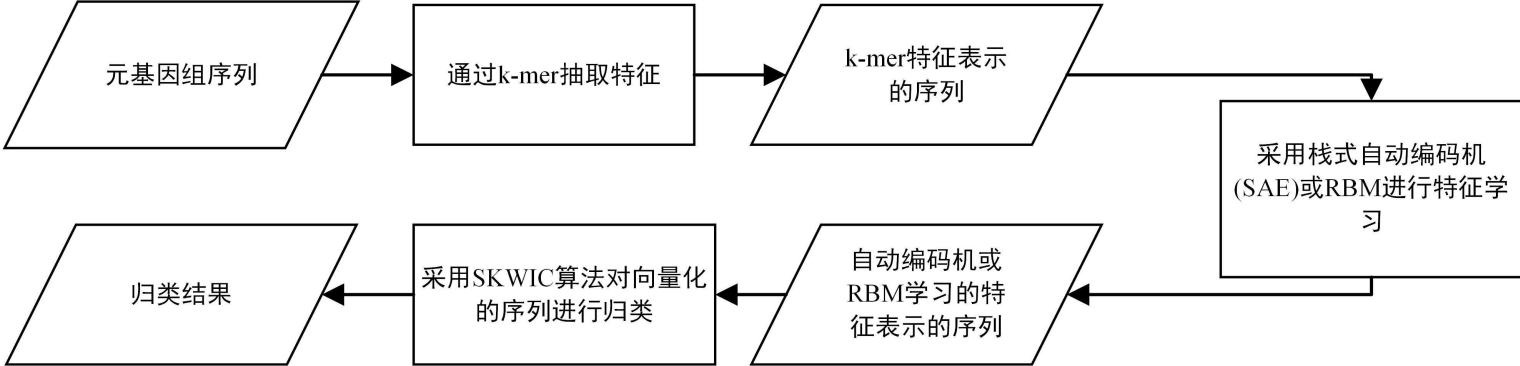 元基因组序列
通过k-mer抽取特征
k-mer特征表示
的序列
采用栈式自动编码机
(SAE)或RBM进行特征学
习
自动编码机或
RBM学习的特
征表示的序列
采用SKWIC算法对向量化
的序列进行归类
归类结果